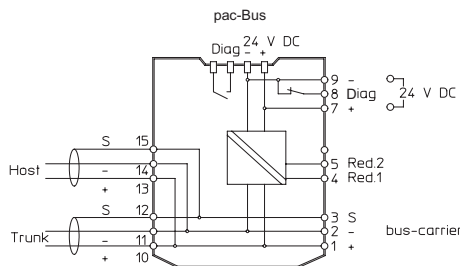 pac-Bus
Diag 24 V DC
- +
9 -
8 Diag
7 +
24 V DC
S 15
Host - 14
+ 13
5 Red.2
4 Red.1
S 12
Trunk - 11
+ 10
3 S
2 -
1 +
bus-carrier